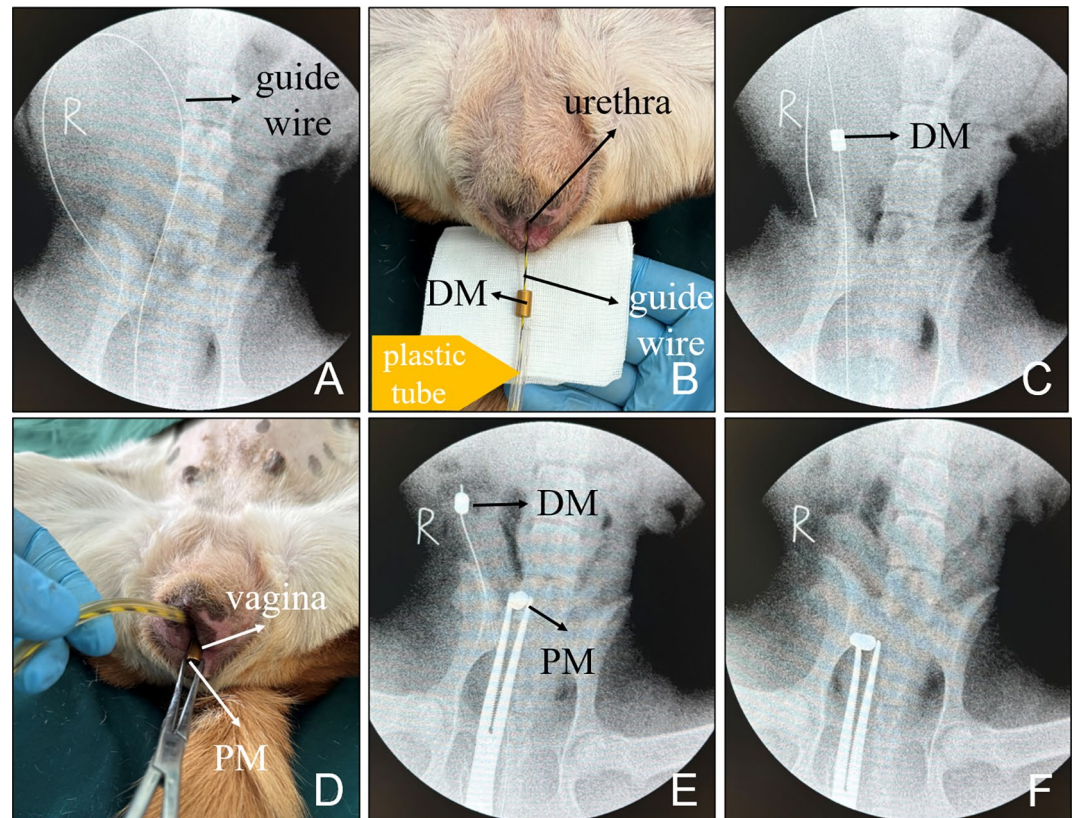 R
guide
wire
A
urethra
DM
guide
wire
plastic
tube
B
R
DM
C
vagina
PM
D
R
DM
PM
E
R
F